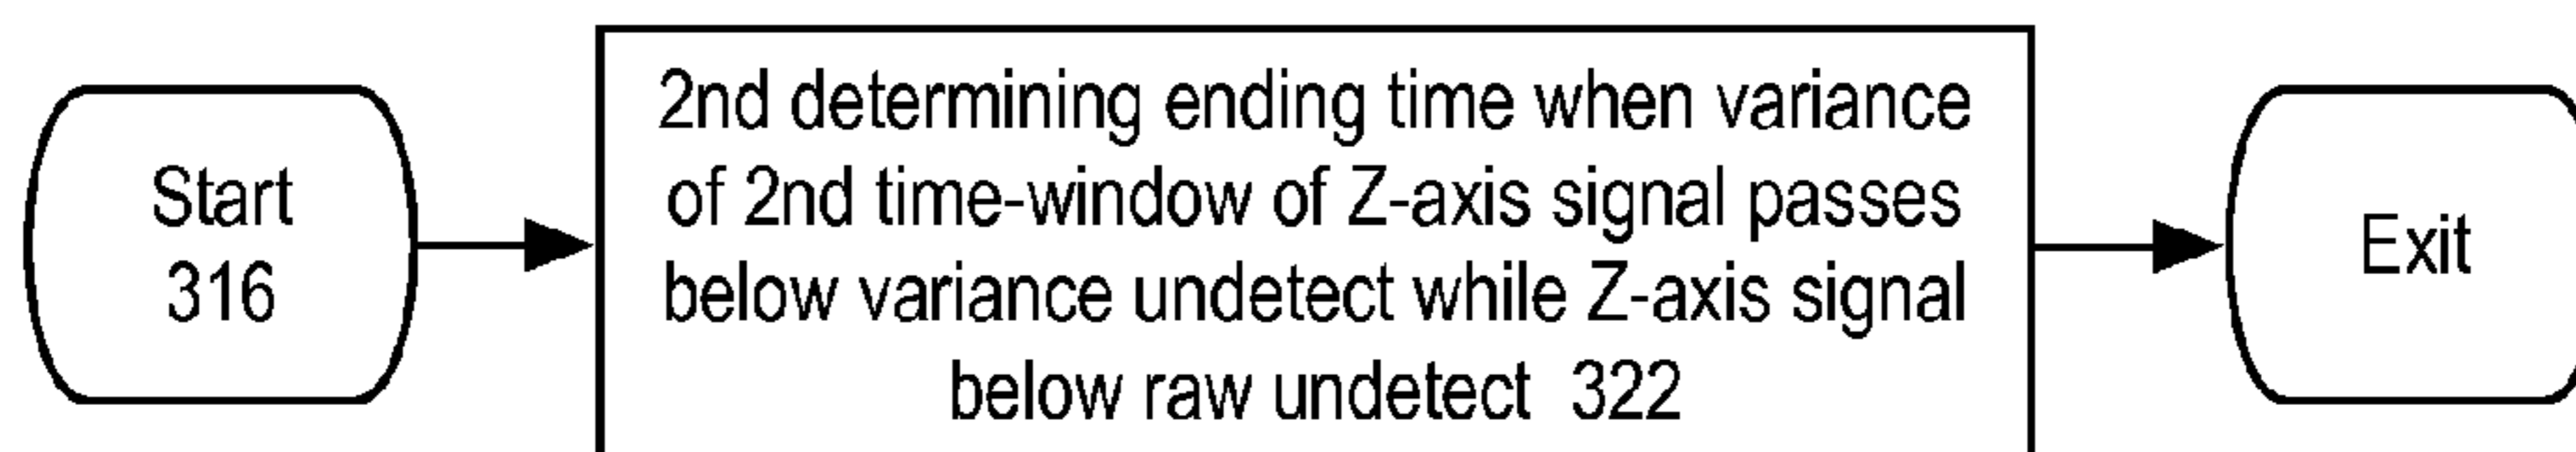 Start
316
2nd determining ending time when variance
of 2nd time-window of Z-axis signal passes
below variance undetect while Z-axis signal
below raw undetect 322
Exit